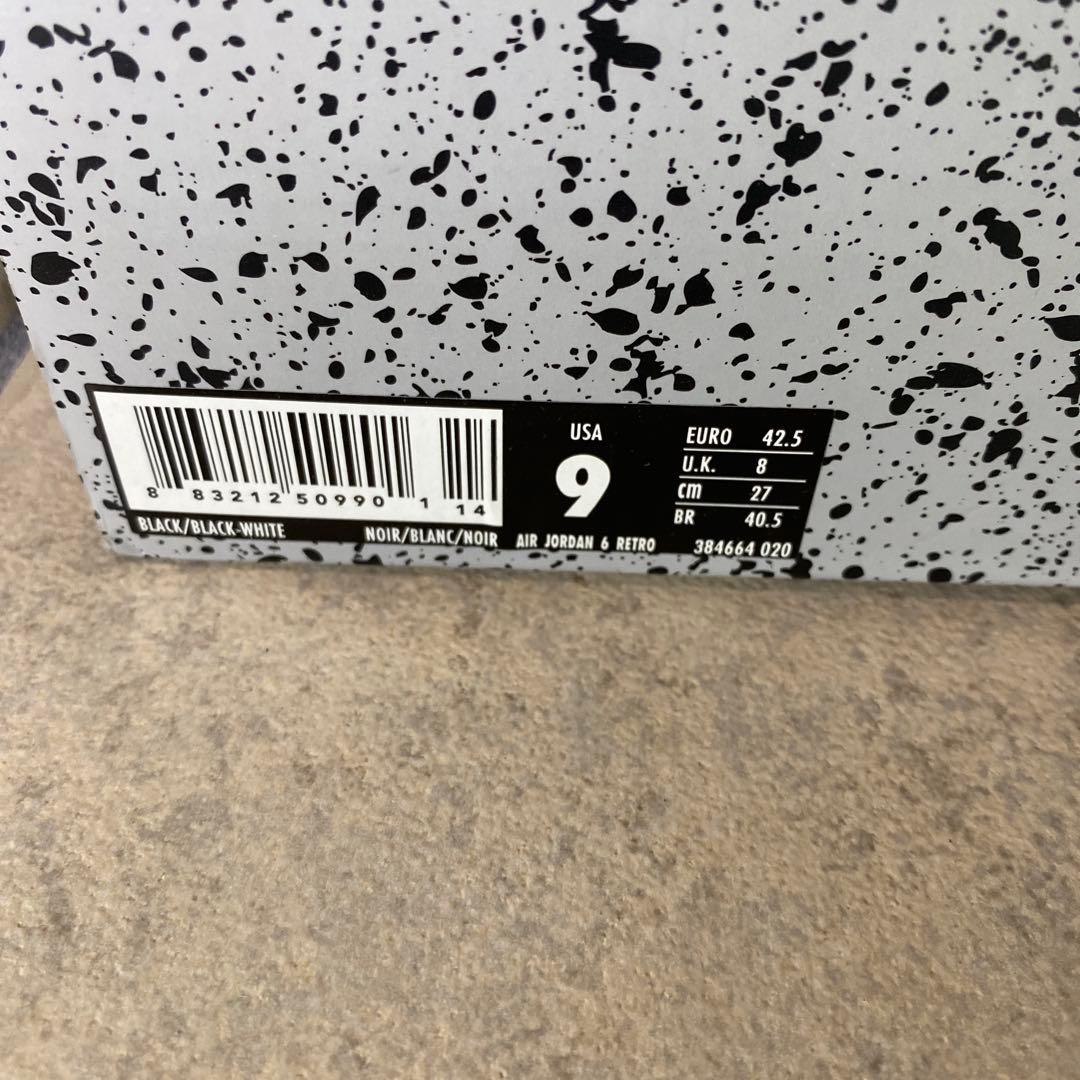 8 83212 50990 1 14
BLACK/BLACK-WHITE NOIR/BLANC/NOIR
USA
9
AIR JORDAN 6 RETRO
EURO 42.5
U.K. 8
cm 27
BR 40.5
384664 020